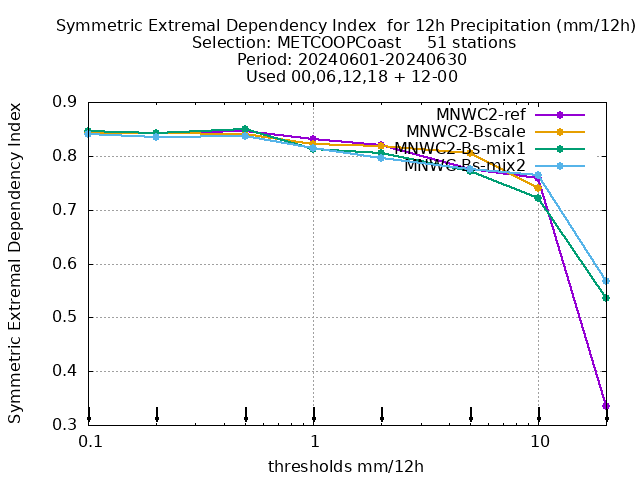 Symmetric Extremal Dependency Index  for 12h Precipitation (mm/12h)
Selection: METCOOPCoast     51 stations
Period: 20240601-20240630
Used 00,06,12,18 + 12-00
Symmetric Extremal Dependency Index
0.9
0.8
0.7
0.6
0.5
0.4
0.3
MNWC2-ref
MNWC2-Bscale
MNWC2-Bs-mix1
MNWC-Bs-mix2
0.1
1
10
thresholds mm/12h